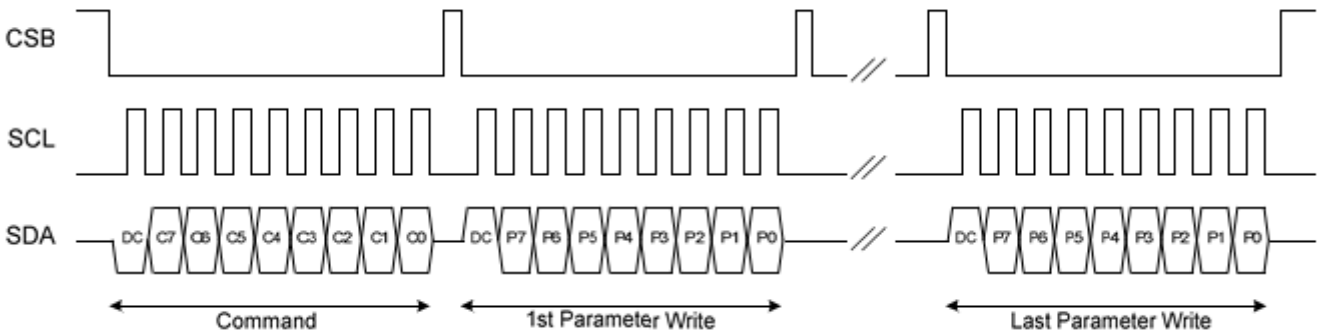 CSB
SCL
SDA DC C7 C6 C5 C4 C3 C2 C1 C0 DC P7 P6 P5 P4 P3 P2 P1 P0 DC P7 P6 P5 P4 P3 P2 P1 P0
Command 1st Parameter Write Last Parameter Write